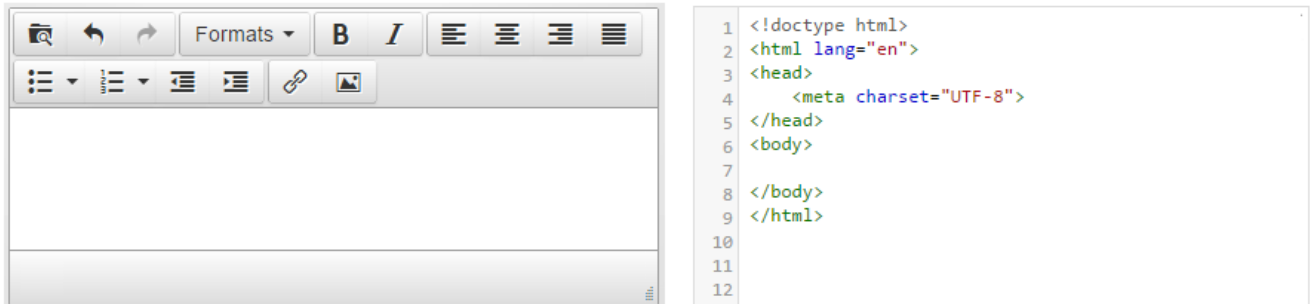 Formats
B I
1 <!doctype html>
2 <html lang="en">
3 <head>
4     <meta charset="UTF-8">
5 </head>
6 <body>
7
8 </body>
9 </html>
10
11
12